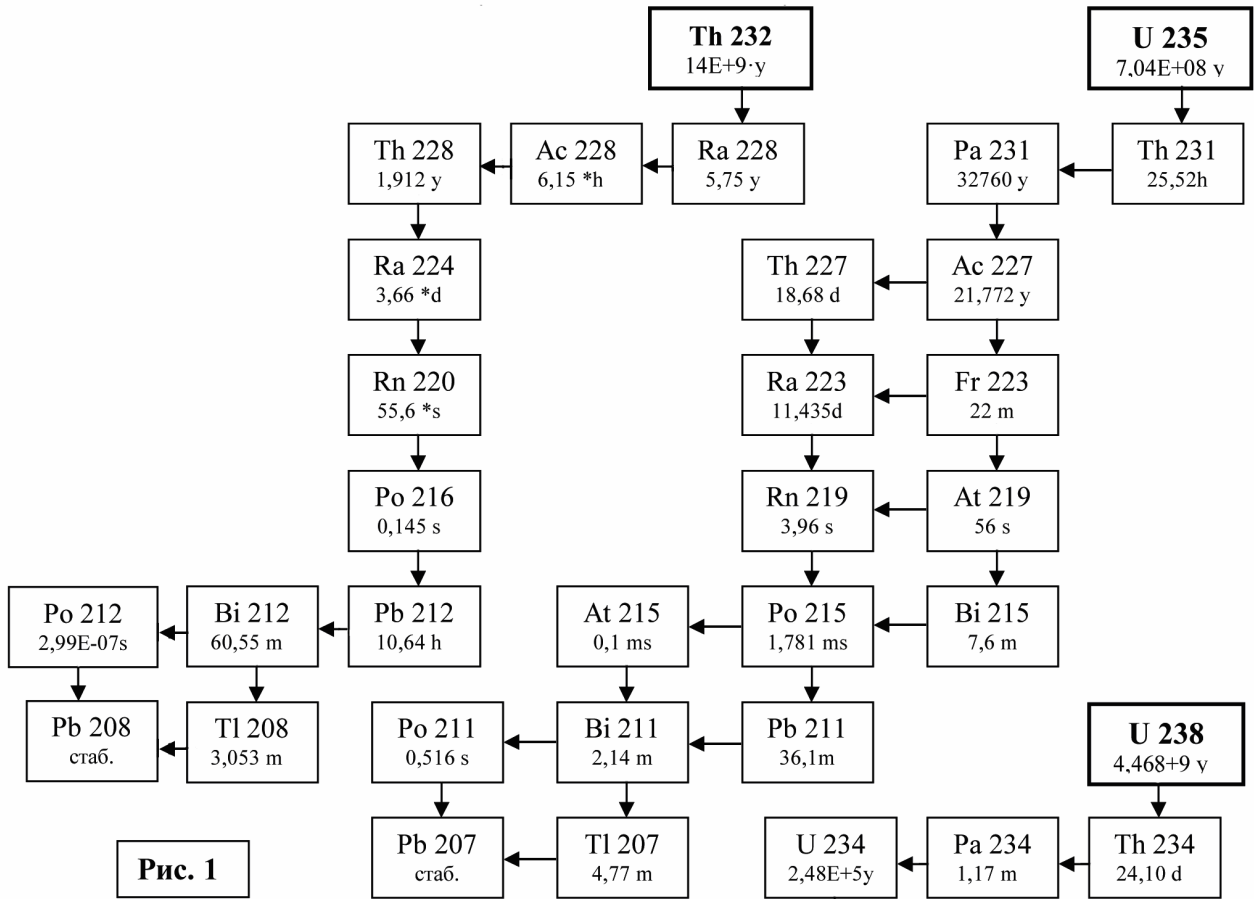 Th 232
14E+9·y
U 235
7,04E+08 y
Th 228
1,912 y
Ac 228
6,15 *h
Ra 228
5,75 y
Pa 231
32760 y
Th 231
25,52h
Ra 224
3,66 *d
Th 227
18,68 d
Ac 227
21,772 y
Rn 220
55,6 *s
Ra 223
11,435d
Fr 223
22 m
Po 216
0,145 s
Rn 219
3,96 s
At 219
56 s
Po 212
2,99E-07s
Bi 212
60,55 m
Pb 212
10,64 h
At 215
0,1 ms
Po 215
1,781 ms
Bi 215
7,6 m
Pb 208
стаб.
Tl 208
3,053 m
Po 211
0,516 s
Bi 211
2,14 m
Pb 211
36,1m
U 238
4,468+9 y
Рис. 1
Pb 207
стаб.
Tl 207
4,77 m
U 234
2,48E+5y
Pa 234
1,17 m
Th 234
24,10 d